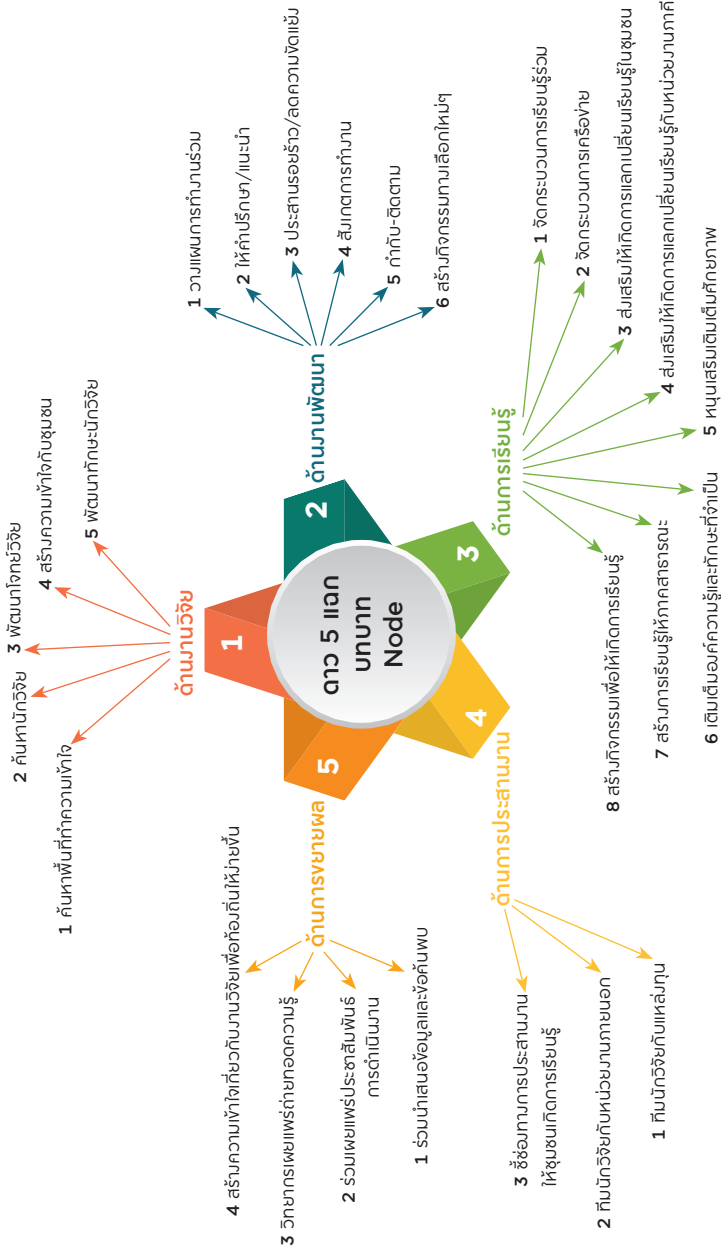 ดาว 5 แฉก
บทบาท
Node
1
ด้านงานวิจัย
1 ค้นหาพื้นที่ทำความเข้าใจ
2 ค้นหานักวิจัย
3 พัฒนาโจทย์วิจัย
4 สร้างความเข้าใจกับชุมชน
5 พัฒนาทักษะนักวิจัย
2
ด้านงานพัฒนา
1 วางแผนการทำงานร่วม
2 ให้คำปรึกษา/แนะนำ
3 ประสานรอยร้าว/ลดความขัดแย้ง
4 สังเกตการทำงาน
5 กำกับ-ติดตาม
6 สร้างกิจกรรมทางเลือกใหม่ๆ
3
ด้านการเรียนรู้
1 จัดกระบวนการเรียนรู้ร่วม
2 จัดกระบวนการเครือข่าย
3 ส่งเสริมให้เกิดการแลกเปลี่ยนเรียนรู้ในชุมชน
4 ส่งเสริมให้เกิดการแลกเปลี่ยนเรียนรู้กับหน่วยงานภาคี
5 หนุนเสริมเติมเต็มศักยภาพ
6 เติมเต็มองค์ความรู้และทักษะที่จำเป็น
7 สร้างการเรียนรู้ให้ภาคสาธารณะ
8 สร้างกิจกรรมเพื่อให้เกิดการเรียนรู้
4
ด้านการประสานงาน
1 ทีมนักวิจัยกับแหล่งทุน
2 ทีมนักวิจัยกับหน่วยงานภายนอก
3 ชี้ช่องทางการประสานงาน
ให้ชุมชนเกิดการเรียนรู้
5
ด้านการขยายผล
1 ร่วมนำเสนอข้อมูลและข้อค้นพบ
2 ร่วมเผยแพร่ประชาสัมพันธ์
การดำเนินงาน
3 วิทยากรเผยแพร่ถ่ายทอดความรู้
4 สร้างความเข้าใจเกี่ยวกับงานวิจัยเพื่อท้องถิ่นให้ง่ายขึ้น